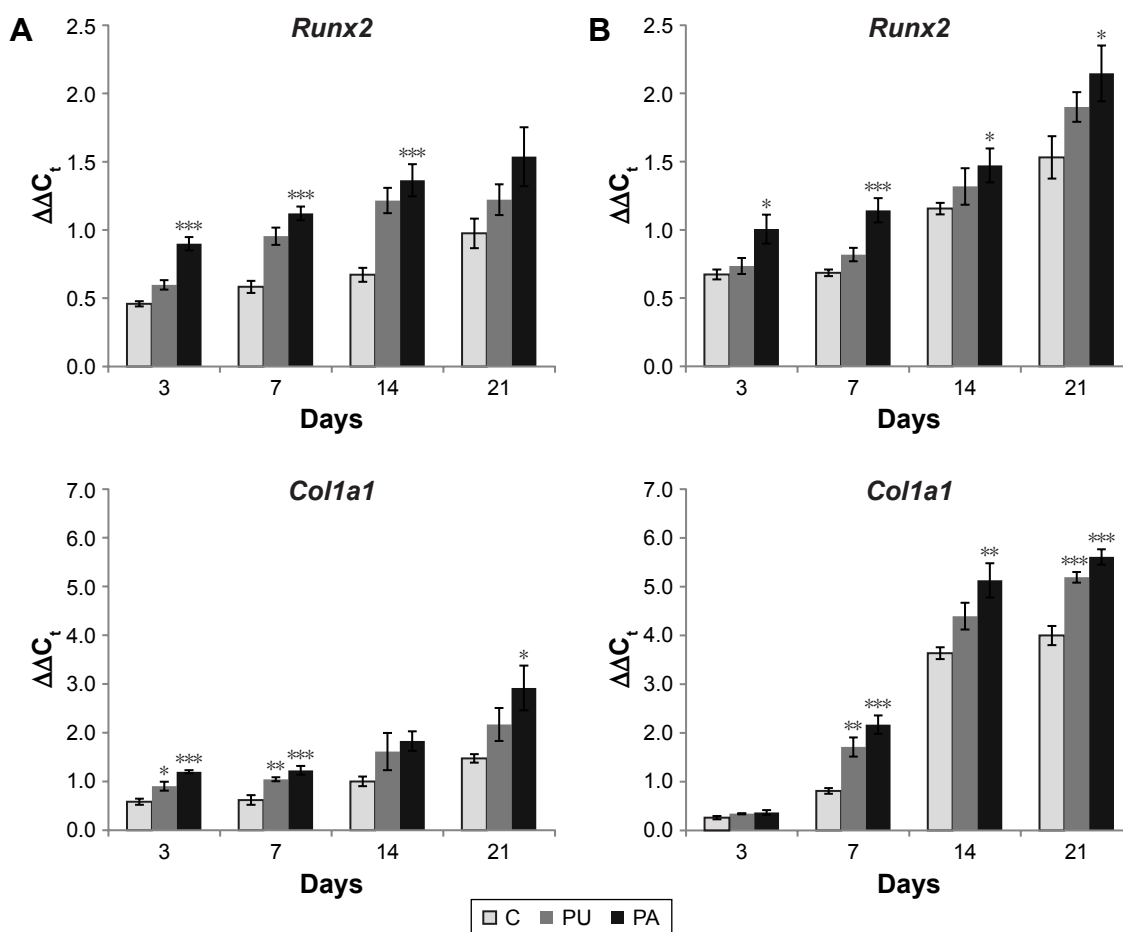 A
Runx2
2.5
2.0
1.5
1.0
0.5
0.0
ΔΔCt
***
***
***
3 7 14 21
Days
B
Runx2
2.5
2.0
1.5
1.0
0.5
0.0
ΔΔCt
*
***
*
*
3 7 14 21
Days
Col1a1
7.0
6.0
5.0
4.0
3.0
2.0
1.0
0.0
ΔΔCt
* ***
** ***
*
3 7 14 21
Days
Col1a1
7.0
6.0
5.0
4.0
3.0
2.0
1.0
0.0
ΔΔCt
** ***
**
*** ***
3 7 14 21
Days
C PU PA